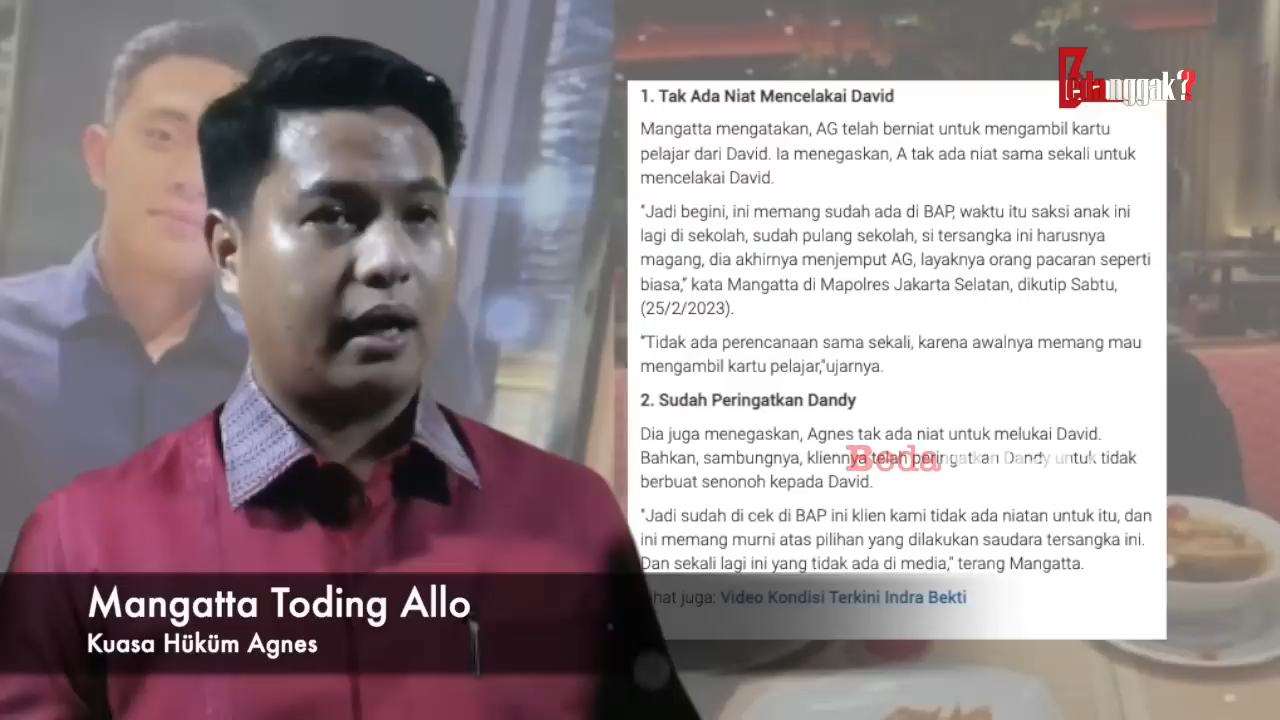 Bedanggak?
1. Tak Ada Niat Mencelakai David
Mangatta mengatakan, AG telah berniat untuk mengambil kartu
pelajar dari David. Ia menegaskan, A tak ada niat sama sekali untuk
mencelakai David.
"Jadi begini, ini memang sudah ada di BAP, waktu itu saksi anak ini
lagi di sekolah, sudah pulang sekolah, si tersangka ini harusnya
magang, dia akhirnya menjemput AG, layaknya orang pacaran seperti
biasa," kata Mangatta di Mapolres Jakarta Selatan, dikutip Sabtu,
(25/2/2023).
"Tidak ada perencanaan sama sekali, karena awalnya memang mau
mengambil kartu pelajar,"ujarnya.
2. Sudah Peringatkan Dandy
Dia juga menegaskan, Agnes tak ada niat untuk melukai David.
Bahkan, sambungnya, kliennya telah peringatkan Dandy untuk tidak
Beda
berbuat senonoh kepada David.
"Jadi sudah di cek di BAP ini klien kami tidak ada niatan untuk itu, dan
ini memang murni atas pilihan yang dilakukan saudara tersangka ini.
Dan sekali lagi ini yang tidak ada di media," terang Mangatta.
hat juga: Video Kondisi Terkini Indra Bekti
Mangatta Toding Allo
Kuasa Hüküm Agnes